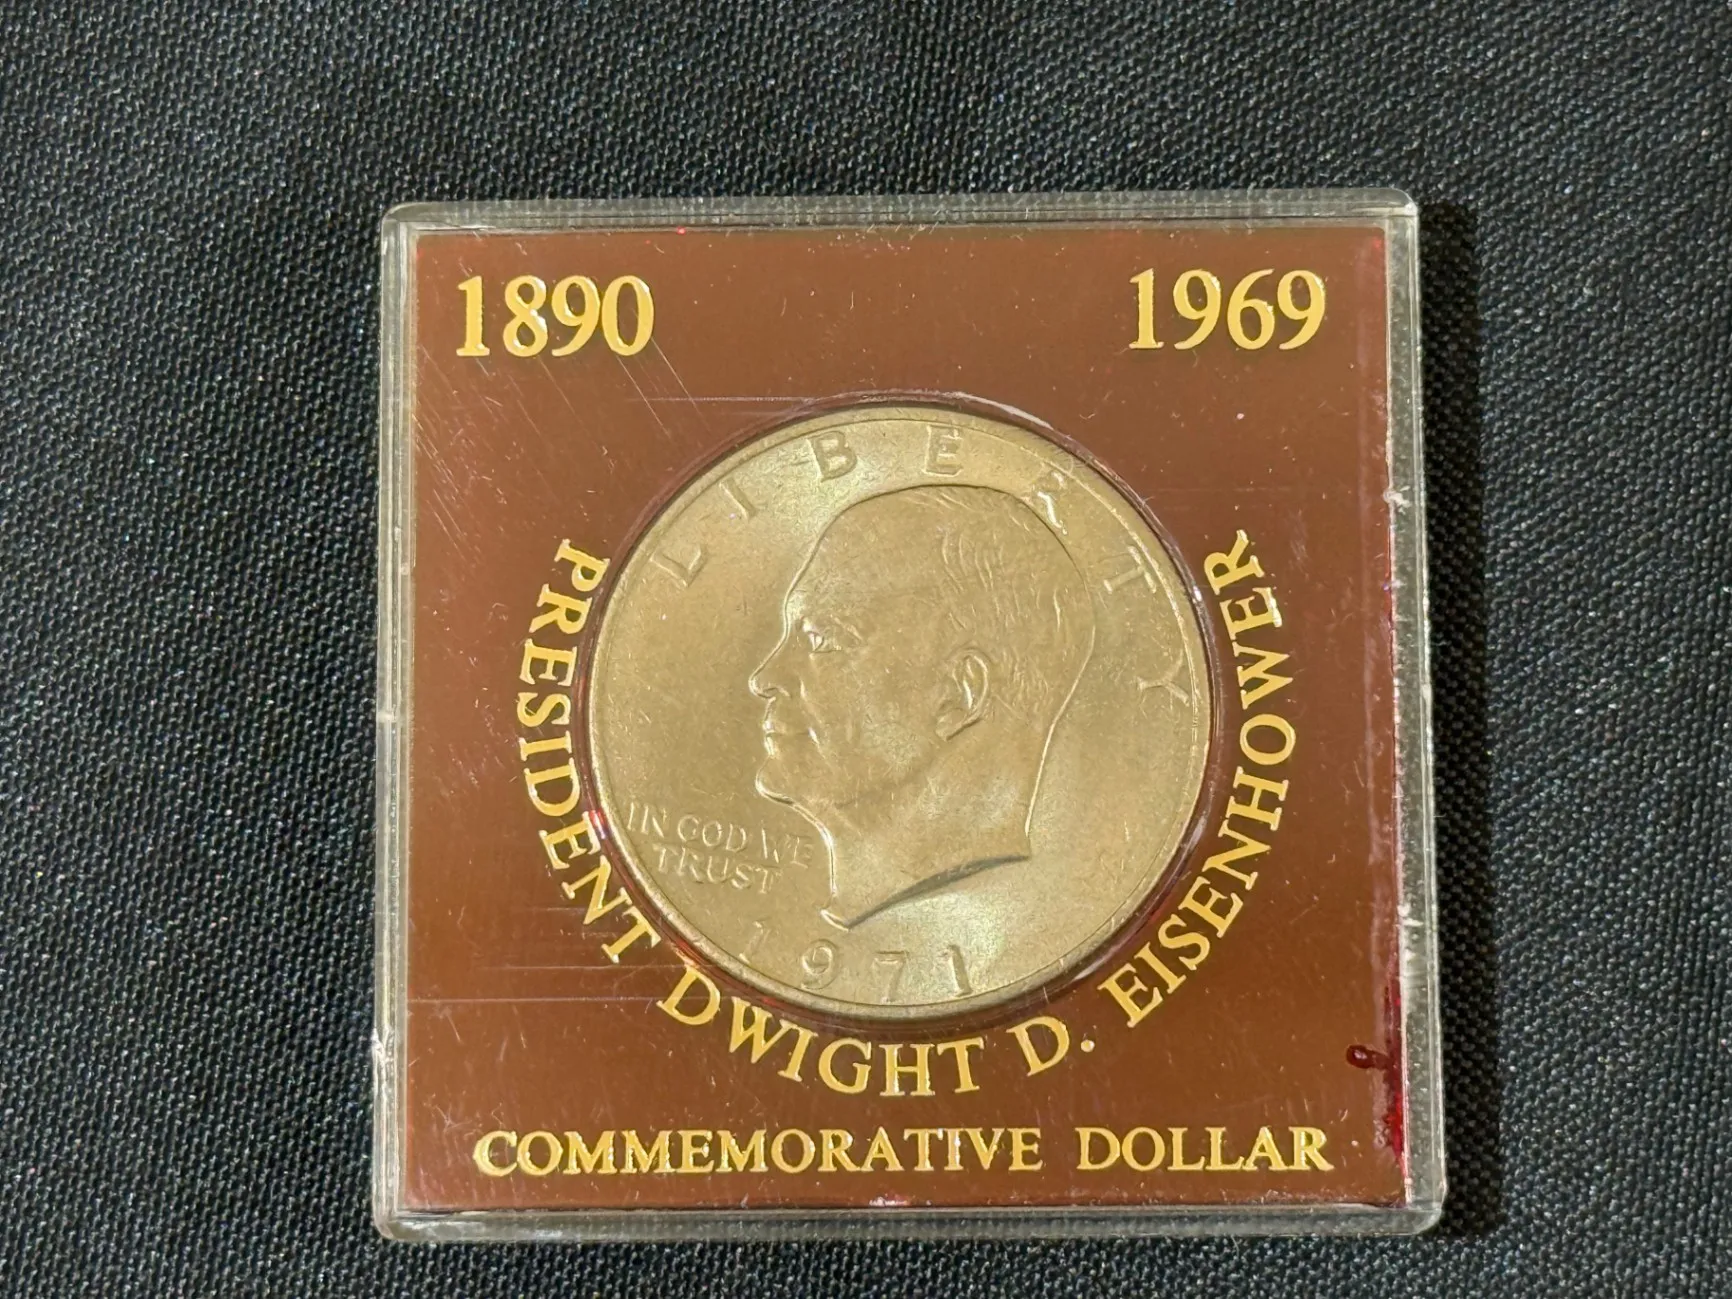 1890 1969
LIBERTY
IN GOD WE
TRUST
1971
PRESIDENT DWIGHT D. EISENHOWER
COMMEMORATIVE DOLLAR